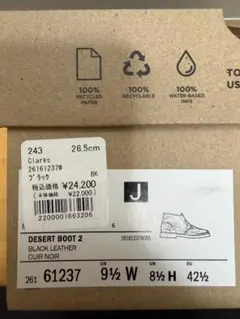 100%
RECYCLED
PAPER
100%
RECYCLABLE
100%
WATER-BASED
INKS
243 26.5cm
Clarks
26161237W
ブラック BK
税込価格 ¥24,200
(本体価格 ¥22,000)
2200001663206
J
DESERT BOOT 2
BLACK LEATHER
CUIR NOIR
261 61237
9½ W
8½ H
42½